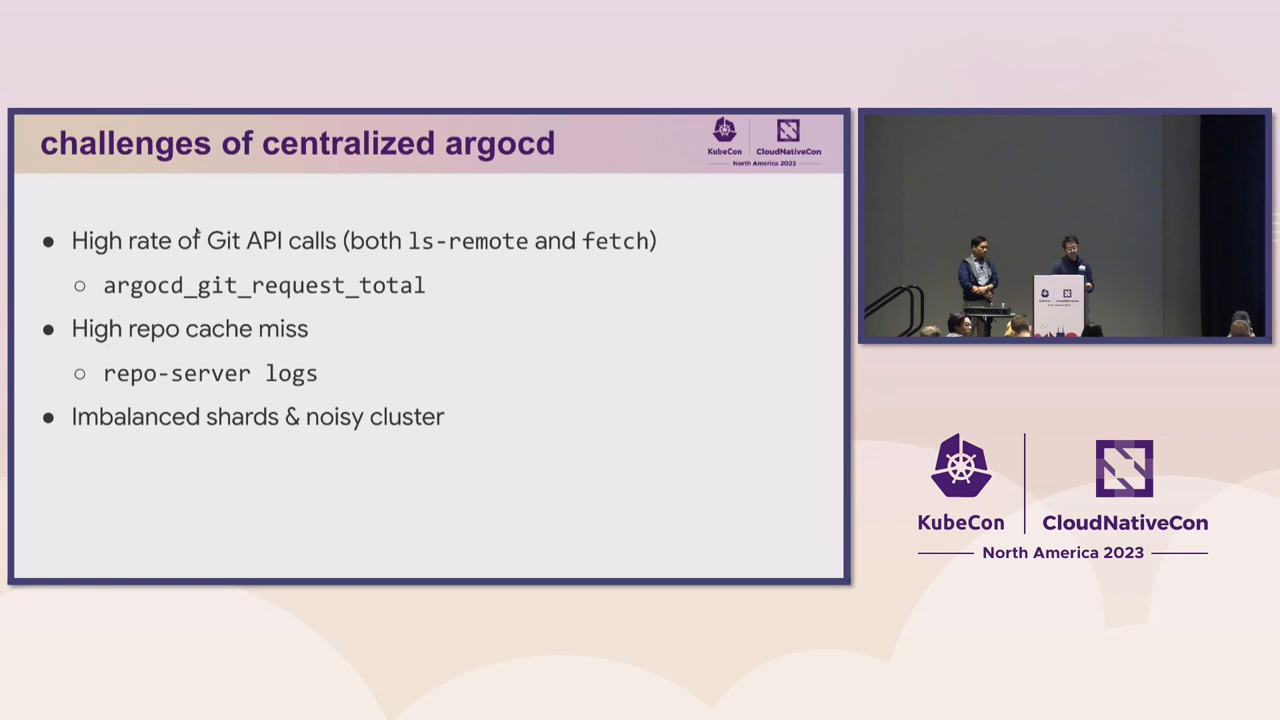 challenges of centralized argocd
KubeCon
CloudNativeCon
North America 2023
● High rate of Git API calls (both ls-remote and fetch)
○ argocd_git_request_total
● High repo cache miss
○ repo-server logs
● Imbalanced shards & noisy cluster
KubeCon
CloudNativeCon
North America 2023